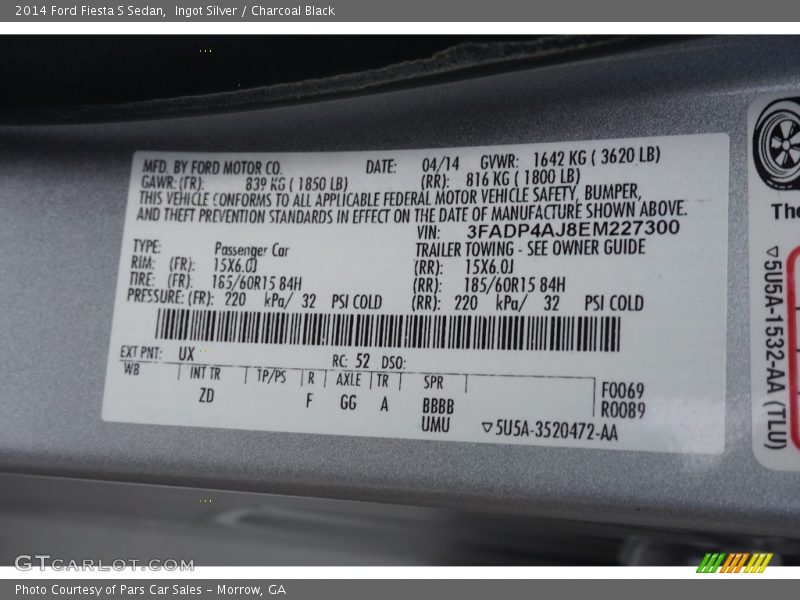 2014 Ford Fiesta S Sedan,  Ingot Silver / Charcoal Black
MFD. BY FORD MOTOR CO. DATE: 04/14 GVWR: 1642 KG ( 3620 LB)
GAWR: (FR): 839 KG ( 1850 LB) (RR): 816 KG ( 1800 LB)
THIS VEHICLE CONFORMS TO ALL APPLICABLE FEDERAL MOTOR VEHICLE SAFETY, BUMPER,
AND THEFT PREVENTION STANDARDS IN EFFECT ON THE DATE OF MANUFACTURE SHOWN ABOVE.
VIN: 3FADP4AJ8EM227300
TYPE: Passenger Car TRAILER TOWING - SEE OWNER GUIDE
RIM: (FR): 15X6.0J (RR): 15X6.0J
TIRE: (FR): 185/60R15 84H (RR): 185/60R15 84H
PRESSURE: (FR): 220 kPa/ 32 PSI COLD (RR): 220 kPa/ 32 PSI COLD
EXT PNT: UX RC: 52 DSO:
WB INT TR TP/PS R AXLE TR SPR
ZD F GG A BBBB
UMU
F0069
R0089
▽5U5A-3520472-AA
The
▽5U5A-1532-AA (TLU)
GTCARLOT.COM
Photo Courtesy of Pars Car Sales - Morrow, GA